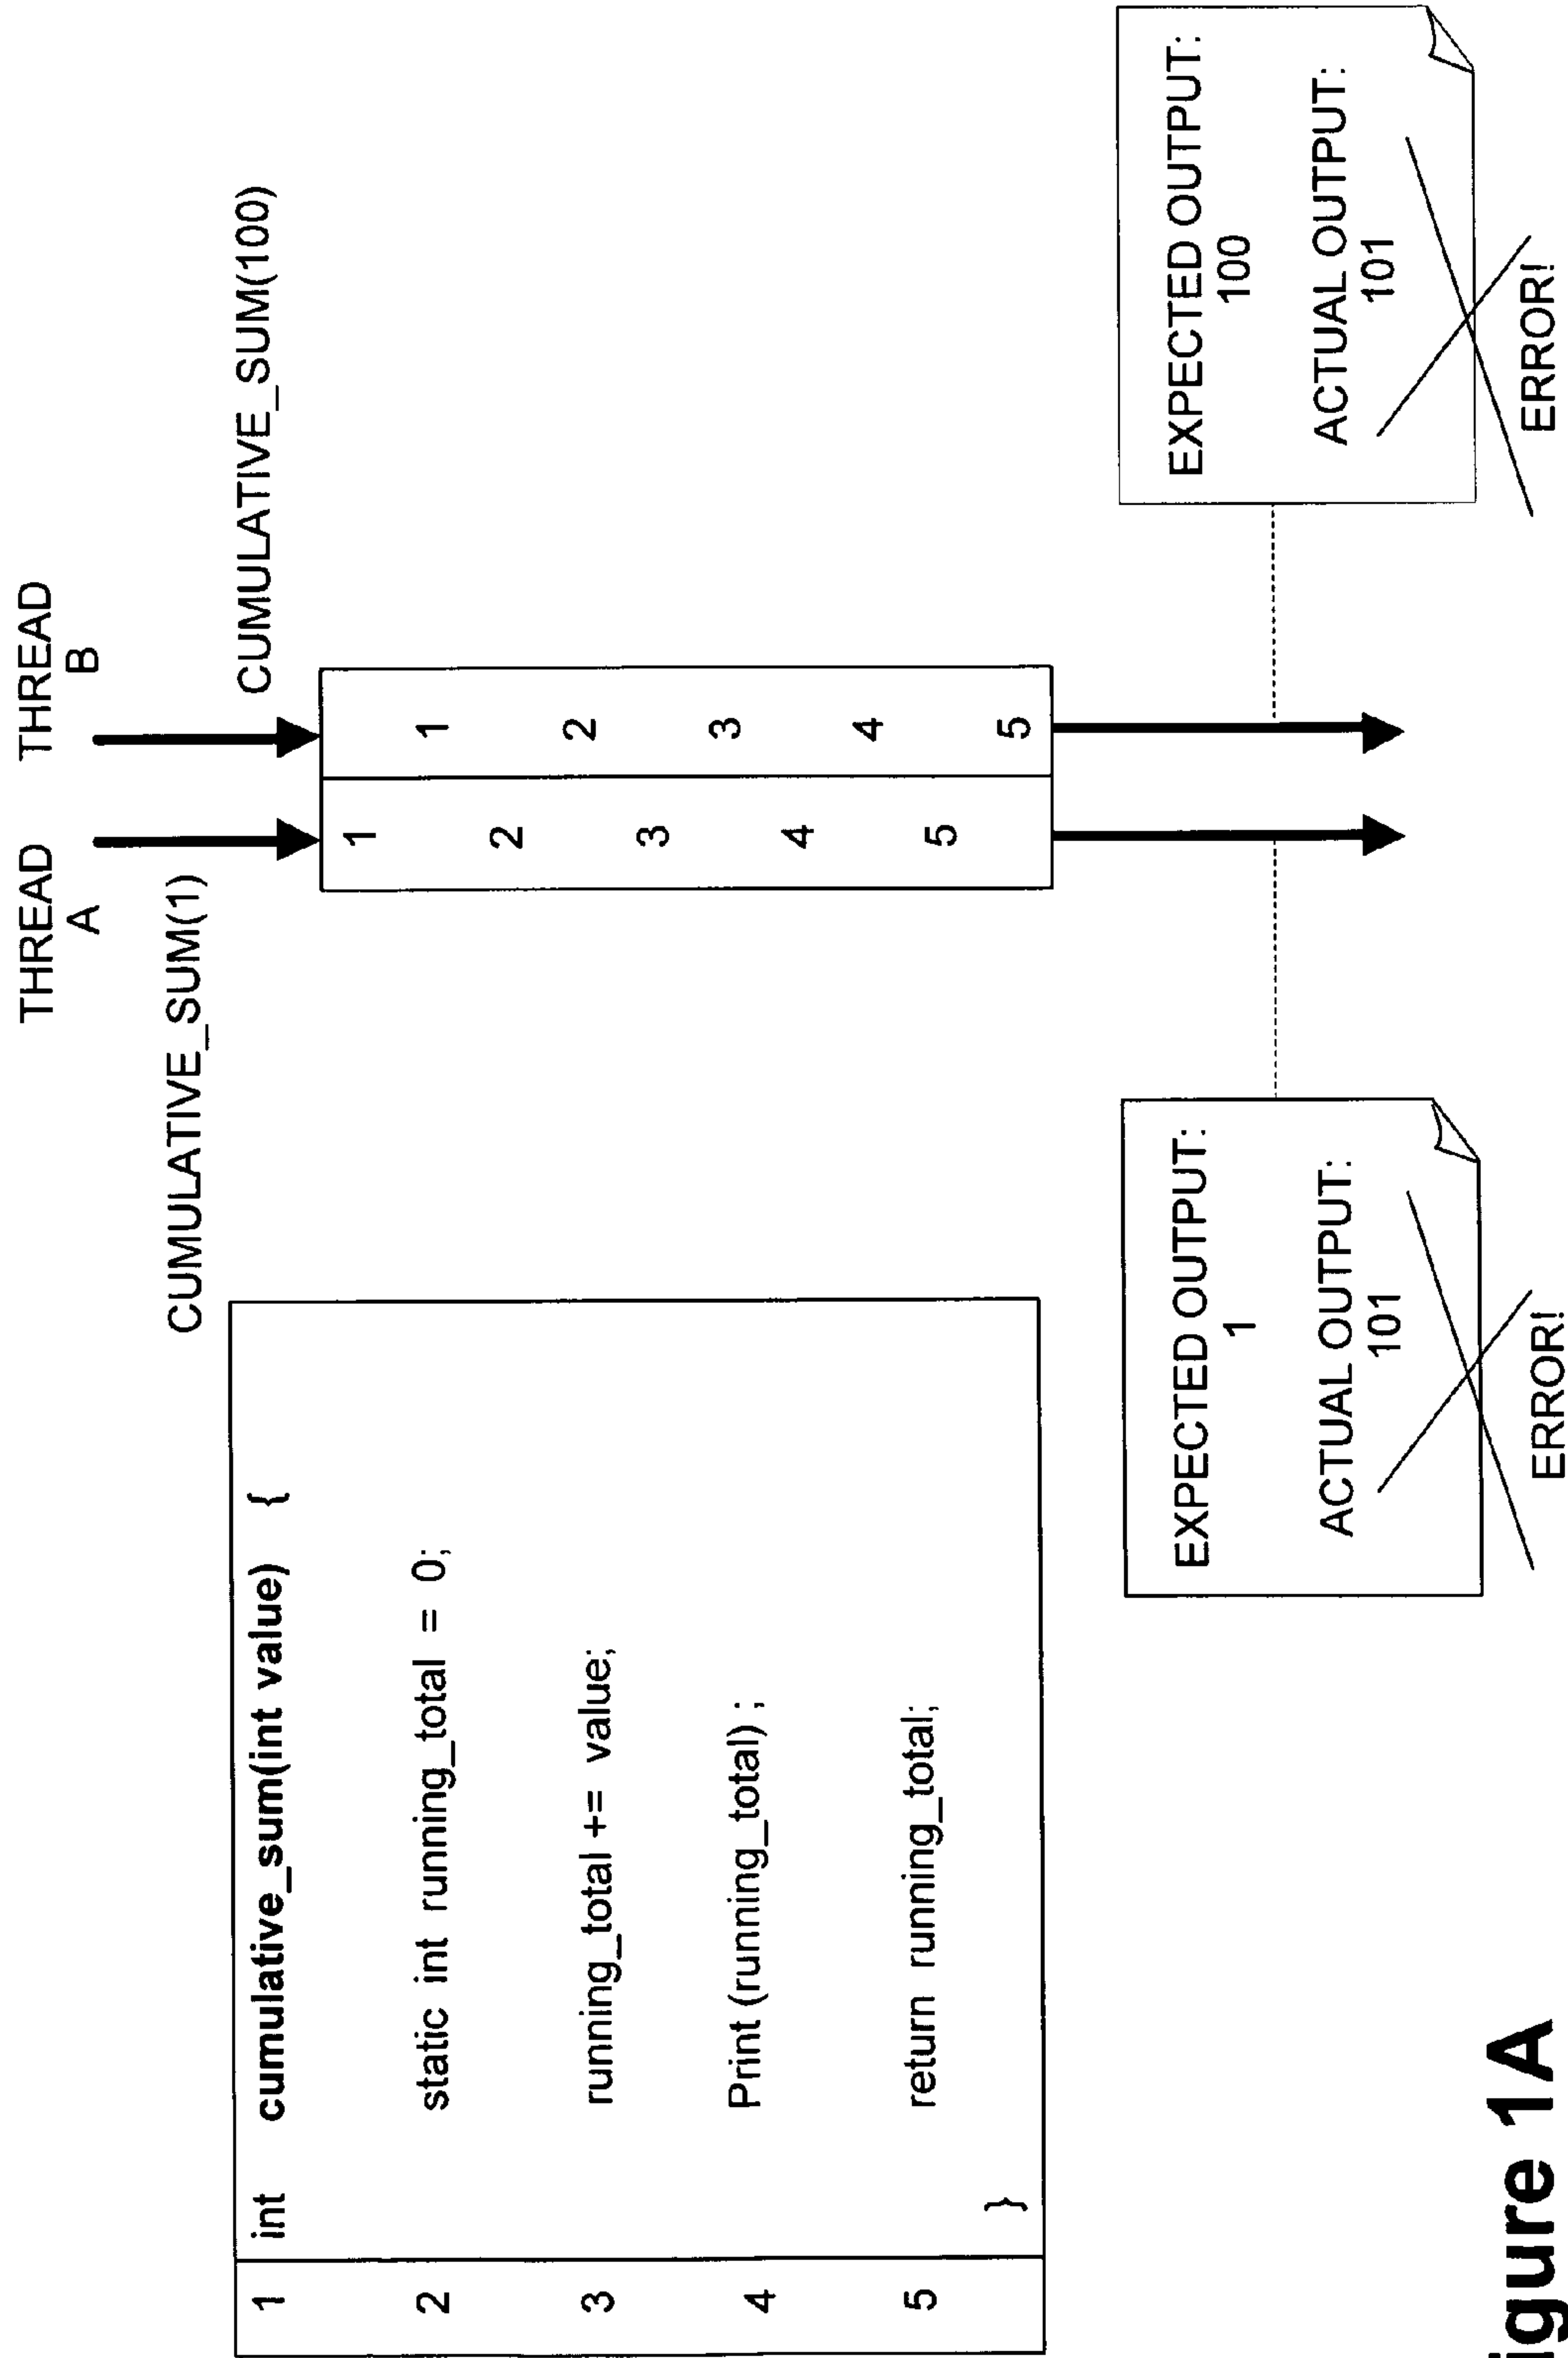 1 int cumulative_sum(int value) {
2 static int running_total = 0;
3 running_total += value;
4 Print (running_total) ;
5 return running_total;
}
THREAD
A
THREAD
B
CUMULATIVE_SUM(1)
CUMULATIVE_SUM(100)
1
1
2
2
3
3
4
4
5
5
EXPECTED OUTPUT:
1
ACTUAL OUTPUT:
101
ERROR!
EXPECTED OUTPUT:
100
ACTUAL OUTPUT:
101
ERROR!
igure 1A